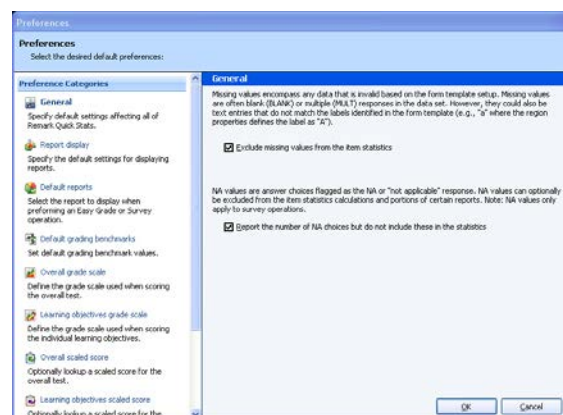 Preferences
Preferences
Select the desired default preferences:
Preference Categories
General
Specify default settings affecting all of
Remark Quick Stats.
Report display
Specify the default settings for displaying
reports.
Default reports
Select the report to display when
preforming an Easy Grade or Survey
operation.
Default grading benchmarks
Set default grading benchmark values.
Overall grade scale
Define the grade scale used when scoring
the overall test.
Learning objectives grade scale
Define the grade scale used when scoring
the individual learning objectives.
Overall scaled score
Optionally lookup a scaled score for the
overall test.
Learning objectives scaled score
Optionally lookup a scaled score for the
General
Missing values encompass any data that is invalid based on the form template setup. Missing values
are often blank (BLANK) or multiple (MULT) responses in the data set. However, they could also be
text entries that do not match the labels identified in the form template (e.g., "a" where the region
properties defines the label as "A").
Exclude missing values from the item statistics
NA values are answer choices flagged as the NA or "not applicable" response. NA values can optionally
be excluded from the item statistics calculations and portions of certain reports. Note: NA values only
apply to survey operations.
Report the number of NA choices but do not include these in the statistics
OK
Cancel